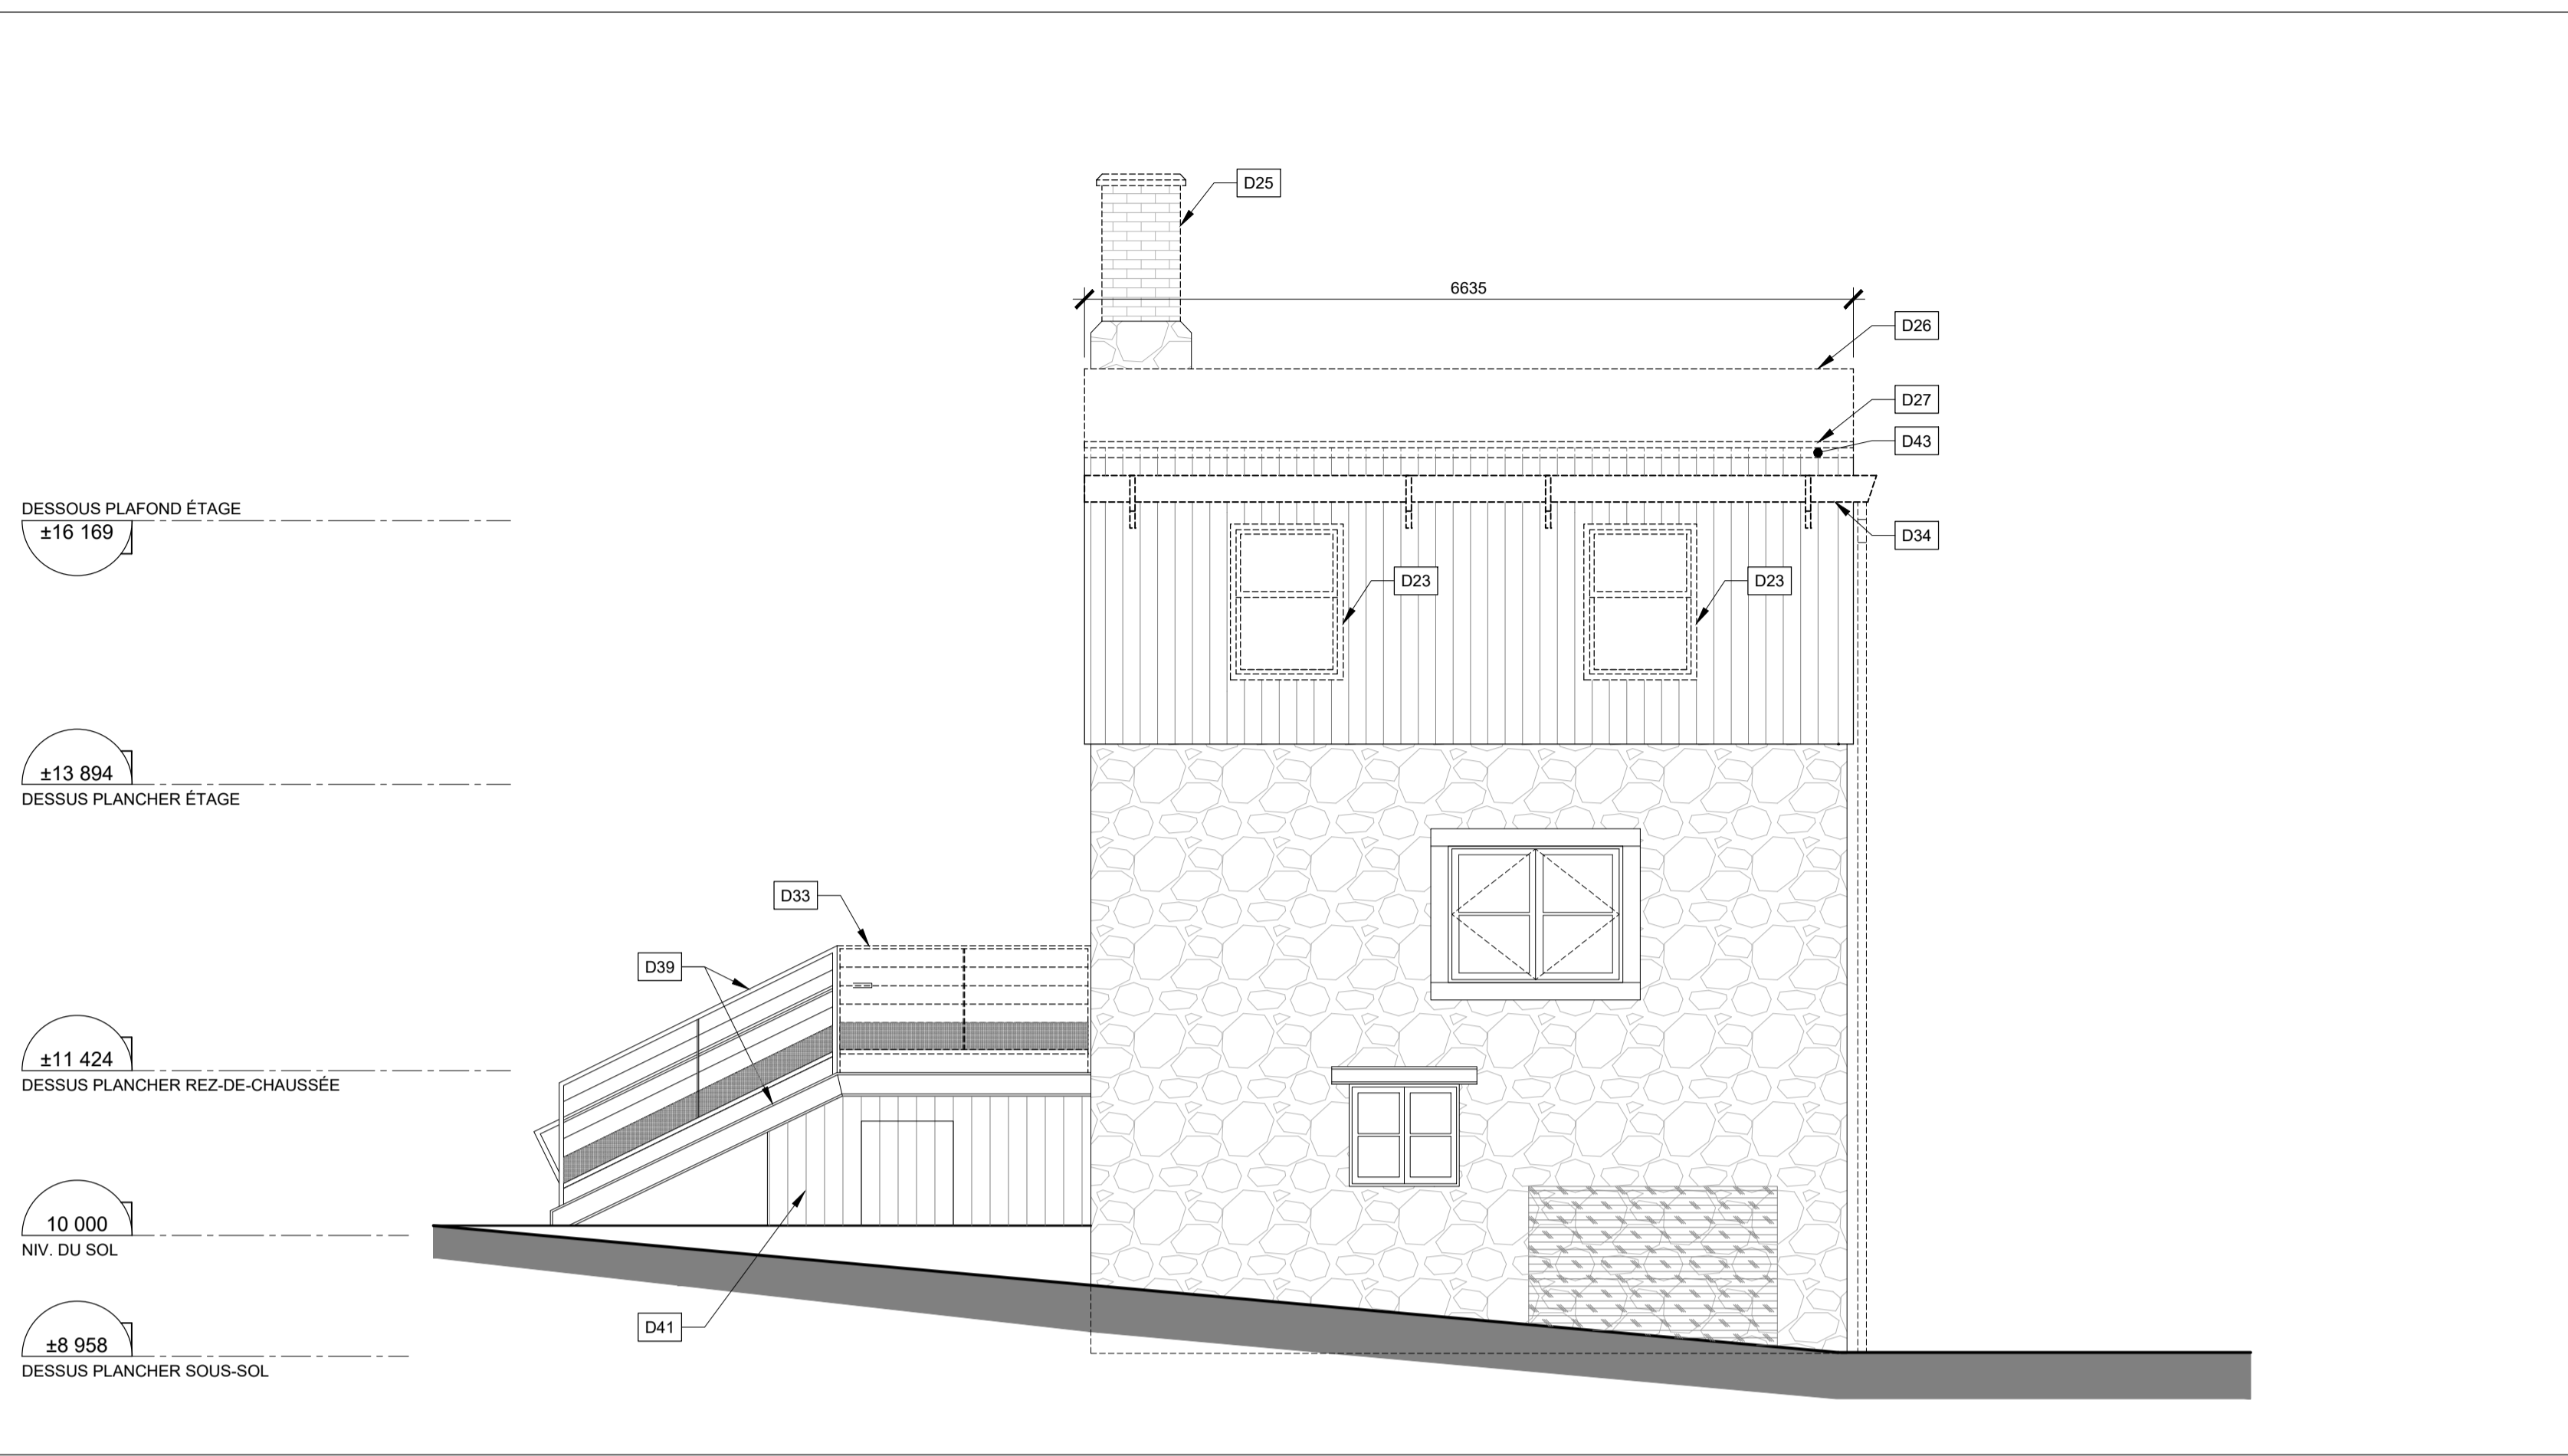 D25
6635
D26
D27
D43
DESSOUS PLAFOND ÉTAGE
±16 169
D34
D23
D23
±13 894
DESSUS PLANCHER ÉTAGE
D33
D39
±11 424
DESSUS PLANCHER REZ-DE-CHAUSSÉE
10 000
NIV. DU SOL
D41
±8 958
DESSUS PLANCHER SOUS-SOL